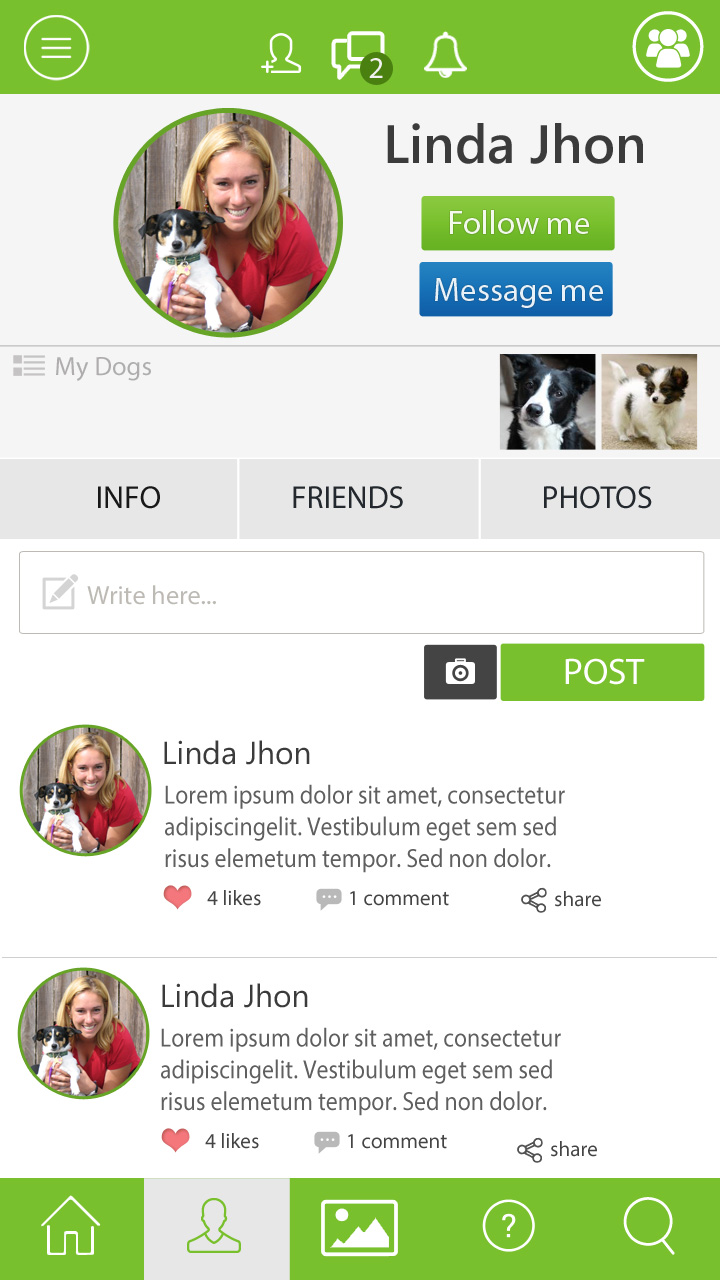 2
Linda Jhon
Follow me
Message me
My Dogs
INFO
FRIENDS
PHOTOS
Write here...
POST
Linda Jhon
Lorem ipsum dolor sit amet, consectetur
adipiscingelit. Vestibulum eget sem sed
risus elemetum tempor. Sed non dolor.
4 likes
1 comment
share
Linda Jhon
Lorem ipsum dolor sit amet, consectetur
adipiscingelit. Vestibulum eget sem sed
risus elemetum tempor. Sed non dolor.
4 likes
1 comment
share
?